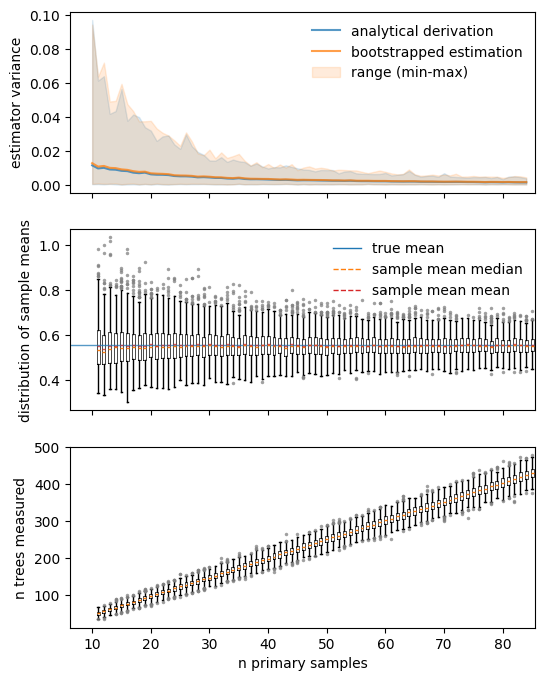 0.10
0.08
0.06
0.04
0.02
0.00
estimator variance
analytical derivation
bootstrapped estimation
range (min-max)
1.0
0.8
0.6
0.4
distribution of sample means
true mean
sample mean median
sample mean mean
500
400
300
200
100
n trees measured
10 20 30 40 50 60 70 80
n primary samples